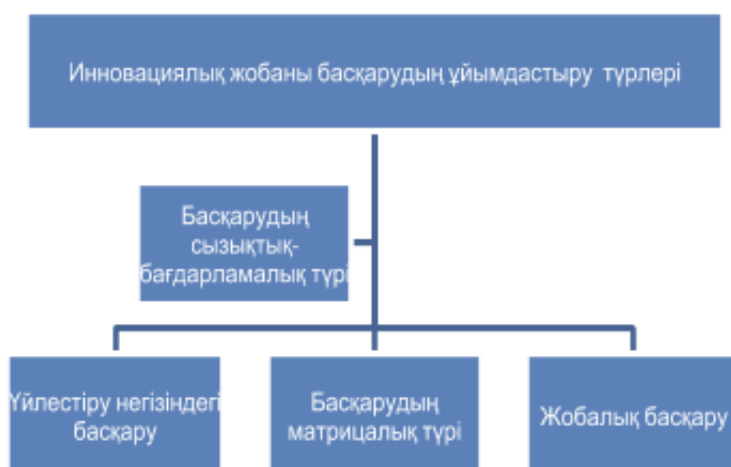 Инновациялық жобаны басқарудың ұйымдастыру түрлері
Басқарудың
сызықтық-
бағдарламалық түрі
Үйлестіру негізіндегі
басқару
Басқарудың
матрицалық түрі
Жобалық басқару